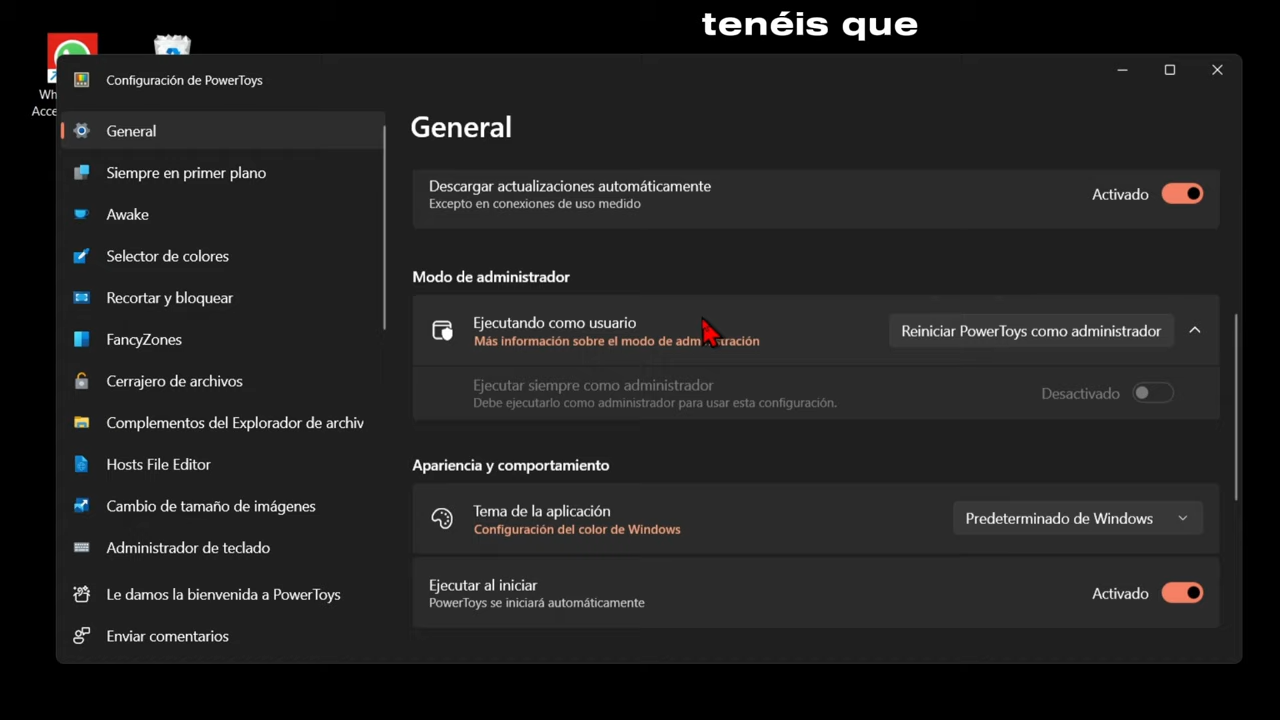 tenéis que
Wh
Acce
Configuración de PowerToys
General
Siempre en primer plano
Awake
Selector de colores
Recortar y bloquear
FancyZones
Cerrajero de archivos
Complementos del Explorador de archiv
Hosts File Editor
Cambio de tamaño de imágenes
Administrador de teclado
Le damos la bienvenida a PowerToys
Enviar comentarios
General
Descargar actualizaciones automáticamente
Excepto en conexiones de uso medido
Activado
Modo de administrador
Ejecutando como usuario
Más información sobre el modo de administración
Reiniciar PowerToys como administrador
Ejecutar siempre como administrador
Debe ejecutarlo como administrador para usar esta configuración.
Desactivado
Apariencia y comportamiento
Tema de la aplicación
Configuración del color de Windows
Predeterminado de Windows
Ejecutar al iniciar
PowerToys se iniciará automáticamente
Activado